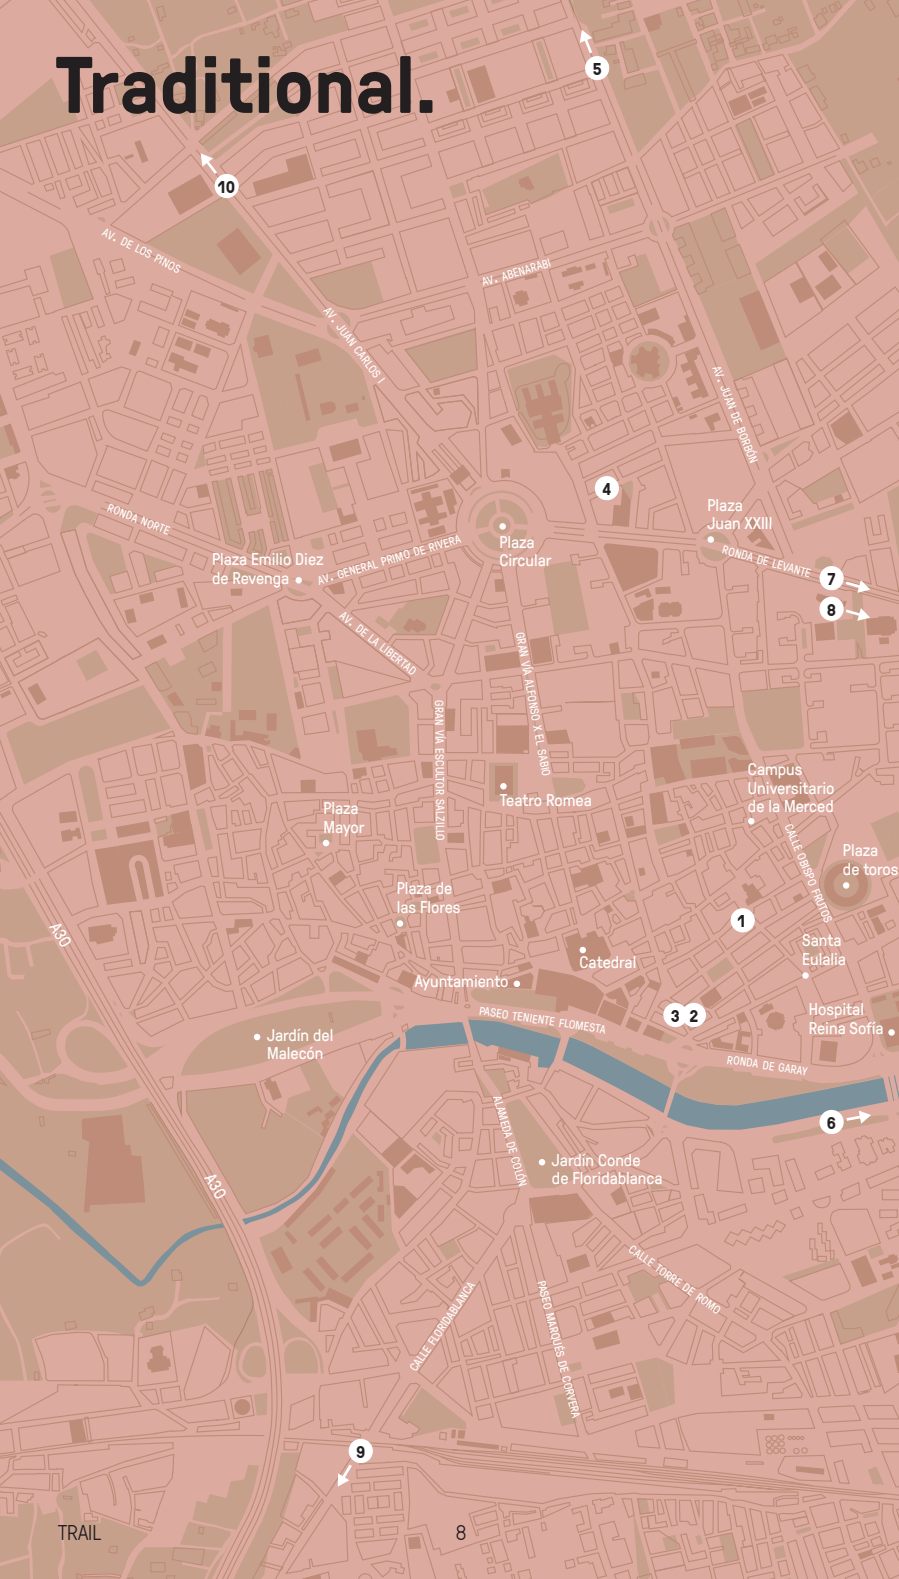 Traditional.
5
10
AV. DE LOS PINOS
AV. ABENARABI
AV. JUAN CARLOS I
AV. JUAN DE BORBÓN
4
RONDA NORTE
Plaza
Juan XXIII
Plaza
Circular
Plaza Emilio Diez
de Revenga
AV. GENERAL PRIMO DE RIVERA
RONDA DE LEVANTE
7
8
AV. DE LA LIBERTAD
GRAN VÍA ALFONSO X EL SABIO
GRAN VÍA ESCULTOR SALZILLO
Campus
Universitario
de la Merced
Teatro Romea
Plaza
Mayor
CALLE OBISPO FRUTOS
Plaza
de toros
Plaza de
las Flores
A30
1
Santa
Eulalia
Catedral
Ayuntamiento
Hospital
Reina Sofía
3 2
PASEO TENIENTE FLOMESTA
Jardín del
Malecón
RONDA DE GARAY
6
ALAMEDA DE COLÓN
Jardín Conde
de Floridablanca
A30
CALLE TORRE DE ROMO
CALLE FLORIDABLANCA
PASEO MARQUÉS DE CORVERA
9
TRAIL
8